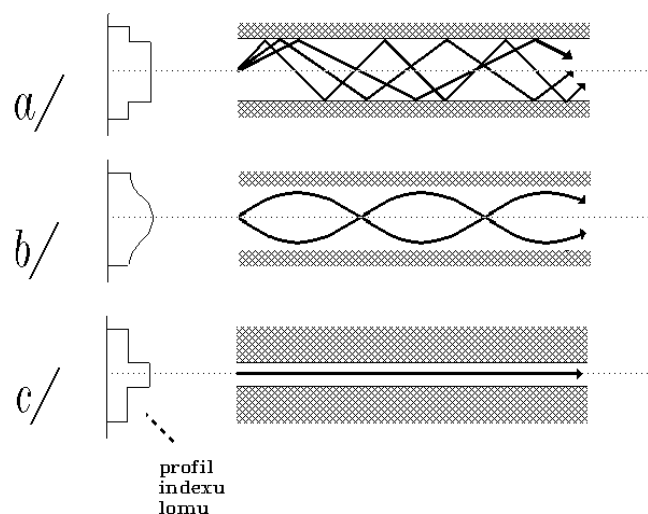 a/
b/
c/
profil
indexu
lomu